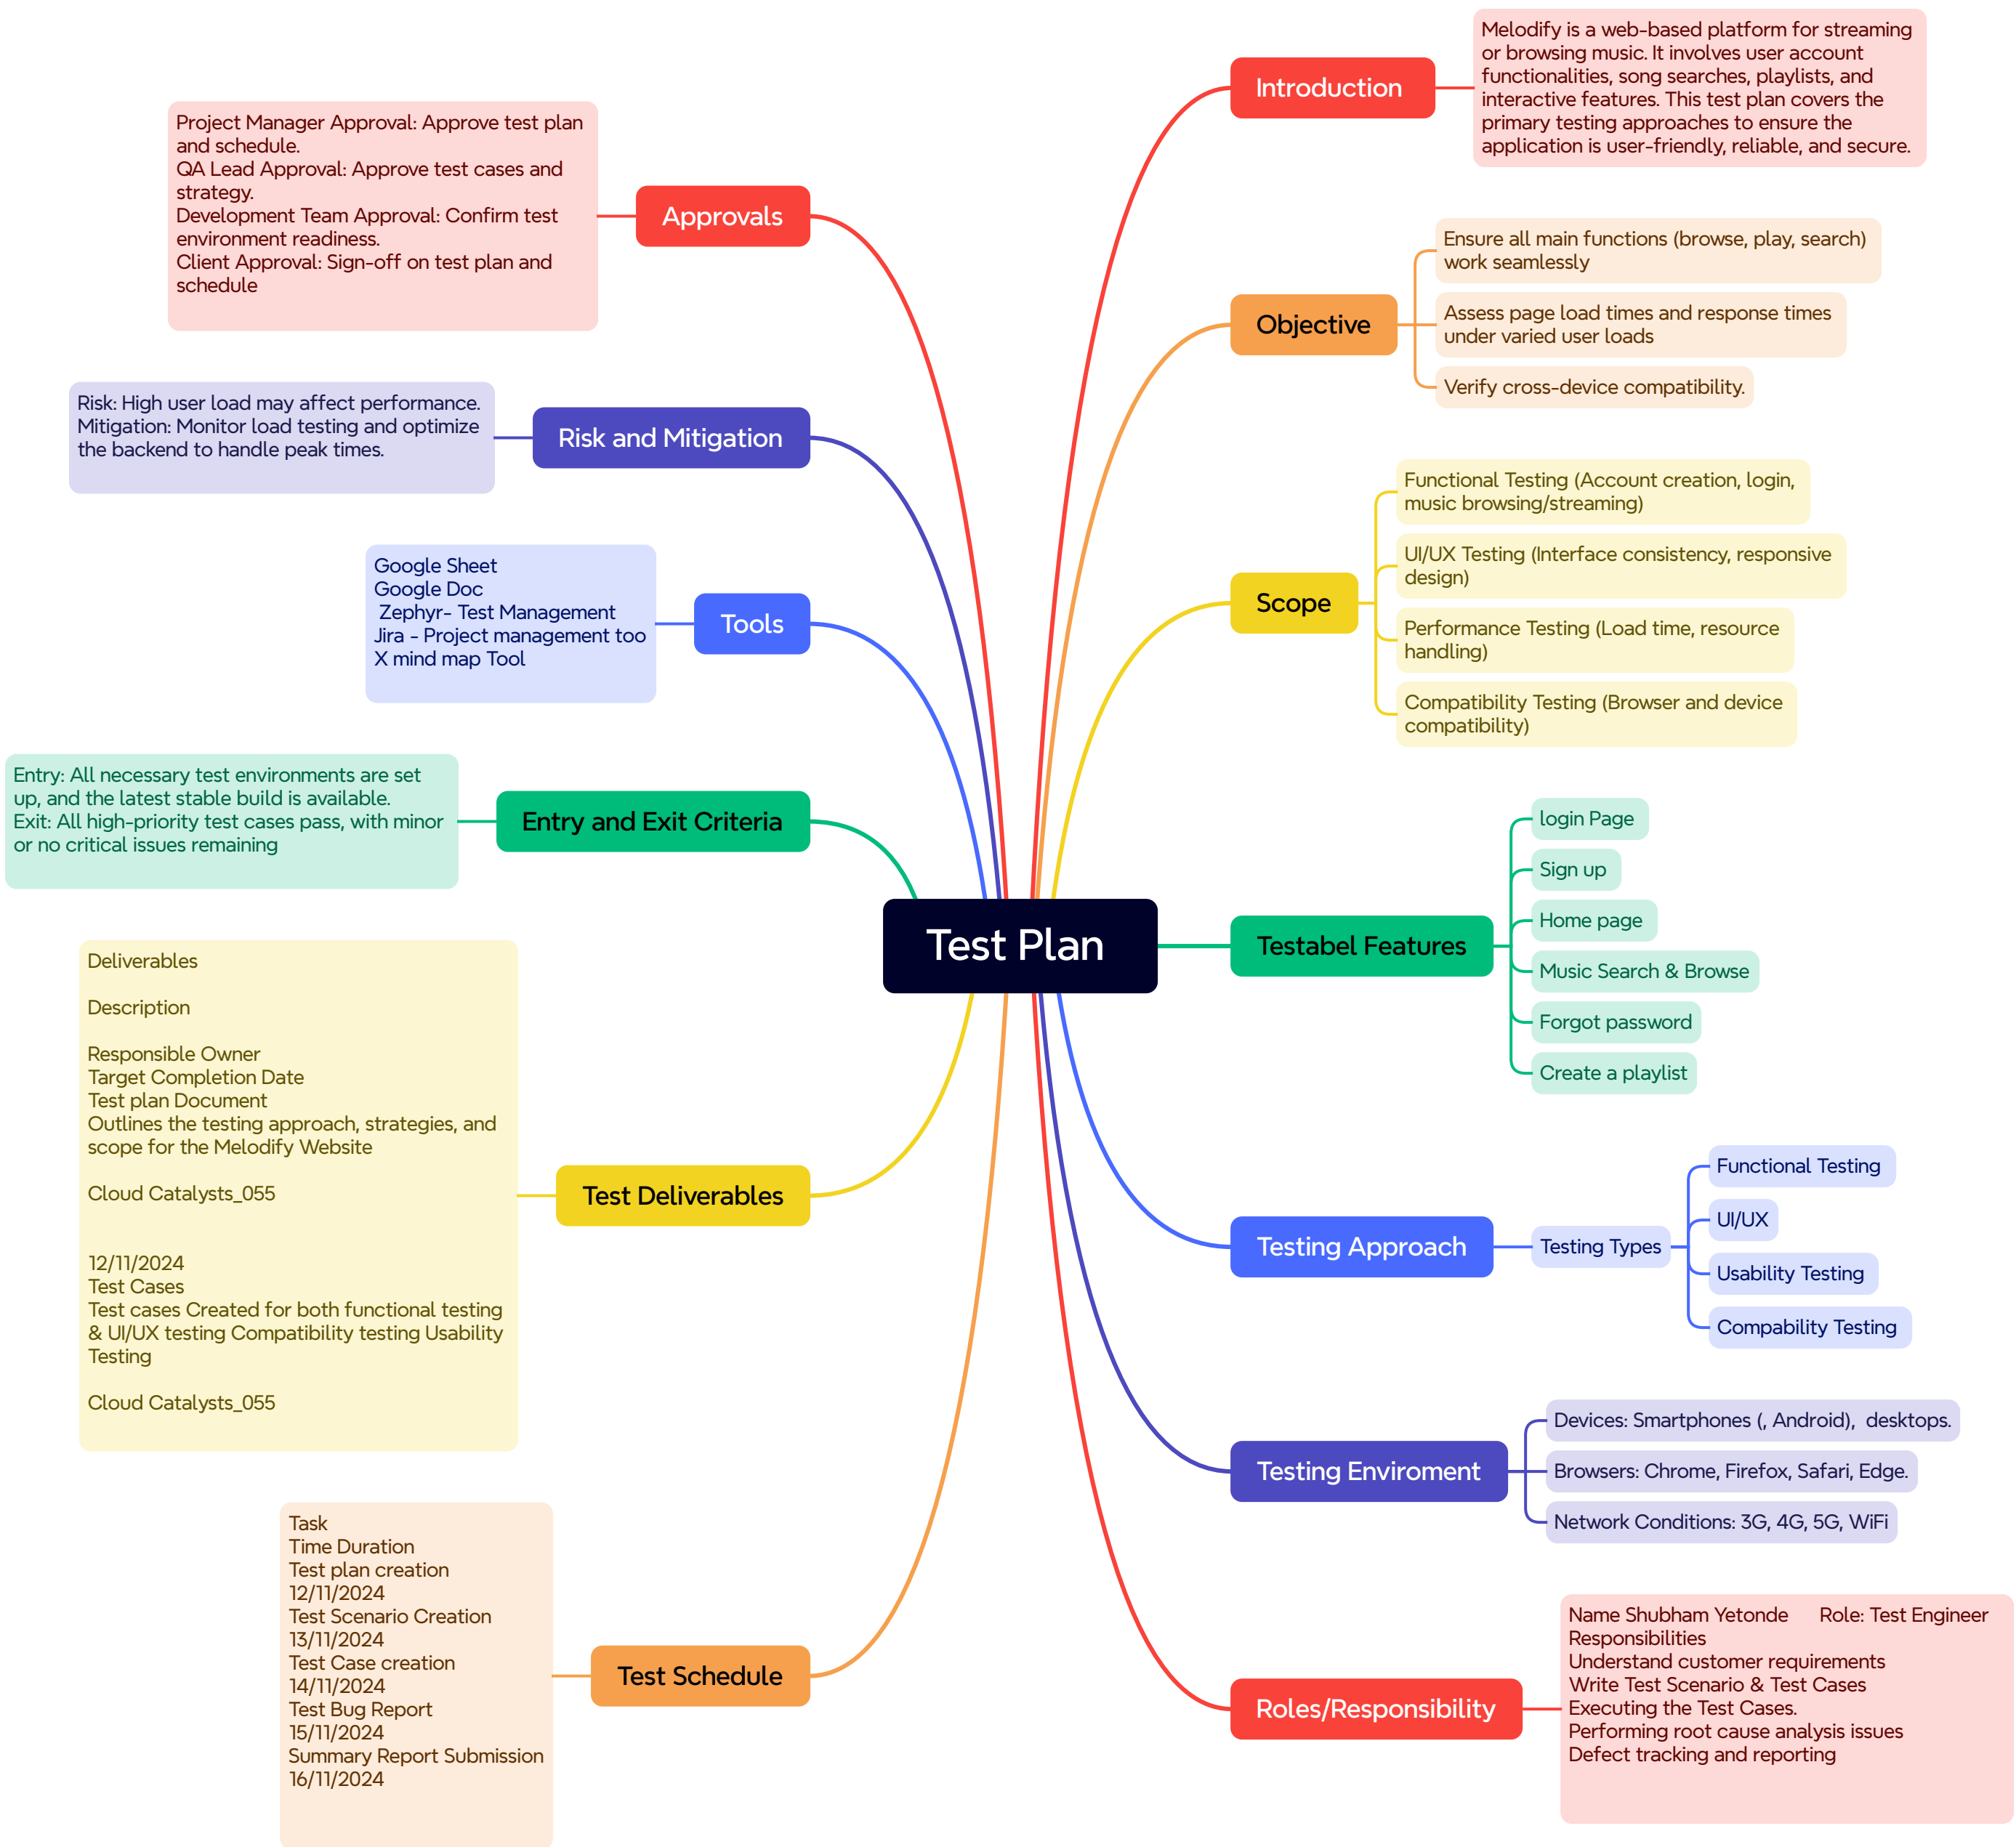 Test Plan
Introduction
Melodify is a web-based platform for streaming
or browsing music. It involves user account
functionalities, song searches, playlists, and
interactive features. This test plan covers the
primary testing approaches to ensure the
application is user-friendly, reliable, and secure.
Objective
Ensure all main functions (browse, play, search)
work seamlessly
Assess page load times and response times
under varied user loads
Verify cross-device compatibility.
Scope
Functional Testing (Account creation, login,
music browsing/streaming)
UI/UX Testing (Interface consistency, responsive
design)
Performance Testing (Load time, resource
handling)
Compatibility Testing (Browser and device
compatibility)
Testabel Features
login Page
Sign up
Home page
Music Search & Browse
Forgot password
Create a playlist
Testing Approach
Testing Types
Functional Testing
UI/UX
Usability Testing
Compability Testing
Testing Enviroment
Devices: Smartphones (, Android),  desktops.
Browsers: Chrome, Firefox, Safari, Edge.
Network Conditions: 3G, 4G, 5G, WiFi
Roles/Responsibility
Name Shubham Yetonde     Role: Test Engineer
Responsibilities
Understand customer requirements
Write Test Scenario & Test Cases
Executing the Test Cases.
Performing root cause analysis issues
Defect tracking and reporting
Approvals
Project Manager Approval: Approve test plan
and schedule.
QA Lead Approval: Approve test cases and
strategy.
Development Team Approval: Confirm test
environment readiness.
Client Approval: Sign-off on test plan and
schedule
Risk and Mitigation
Risk: High user load may affect performance.
Mitigation: Monitor load testing and optimize
the backend to handle peak times.
Tools
Google Sheet
Google Doc
Zephyr- Test Management
Jira - Project management too
X mind map Tool
Entry and Exit Criteria
Entry: All necessary test environments are set
up, and the latest stable build is available.
Exit: All high-priority test cases pass, with minor
or no critical issues remaining
Test Deliverables
Deliverables
Description
Responsible Owner
Target Completion Date
Test plan Document
Outlines the testing approach, strategies, and
scope for the Melodify Website
Cloud Catalysts_055
12/11/2024
Test Cases
Test cases Created for both functional testing
& UI/UX testing Compatibility testing Usability
Testing
Cloud Catalysts_055
Test Schedule
Task
Time Duration
Test plan creation
12/11/2024
Test Scenario Creation
13/11/2024
Test Case creation
14/11/2024
Test Bug Report
15/11/2024
Summary Report Submission
16/11/2024